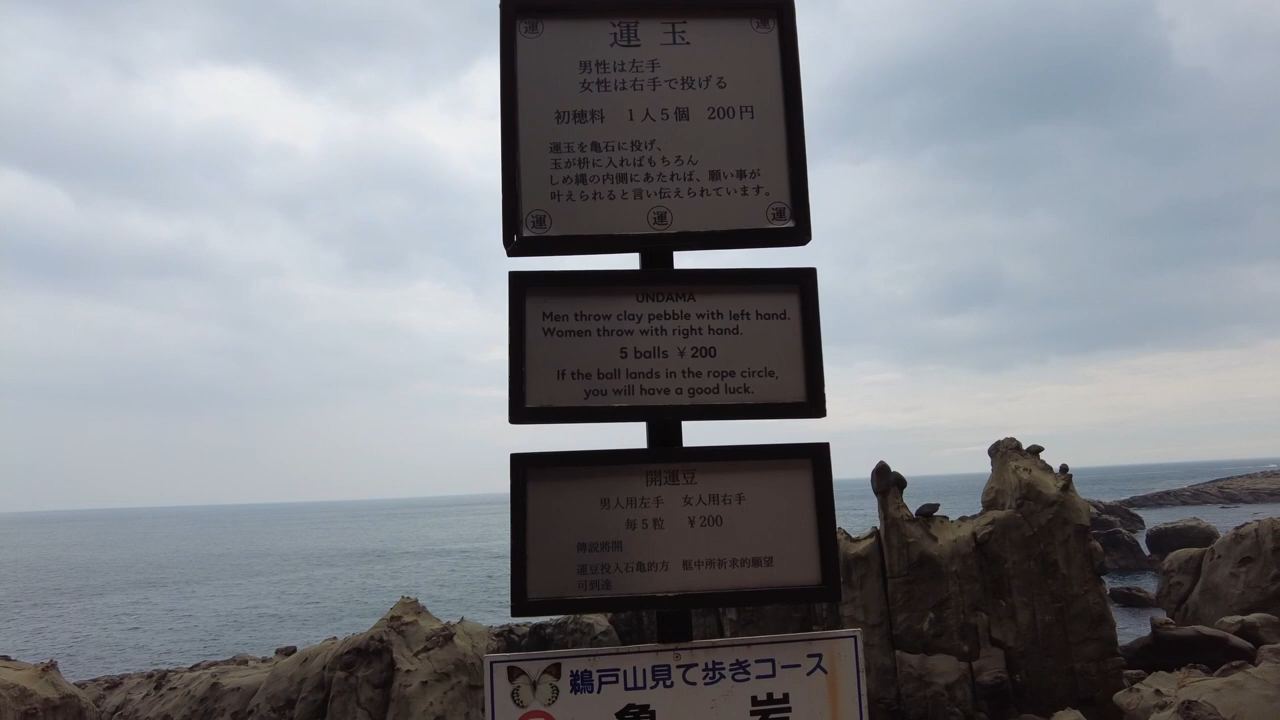 運 運
運玉
男性は左手
女性は右手で投げる
初穂料 1人5個 200円
運玉を亀石に投げ、
玉が枡に入ればもちろん
しめ縄の内側にあたれば、願い事が
叶えられると言い伝えられています。
運 運 運
UNDAMA
Men throw clay pebble with left hand.
Women throw with right hand.
5 balls ¥200
If the ball lands in the rope circle,
you will have a good luck.
開運豆
男人用左手 女人用右手
毎5粒 ¥200
傳説將開
運豆投入石亀的方 框中所祈求的願望
可到達
鵜戸山見て歩きコース
亀 岩